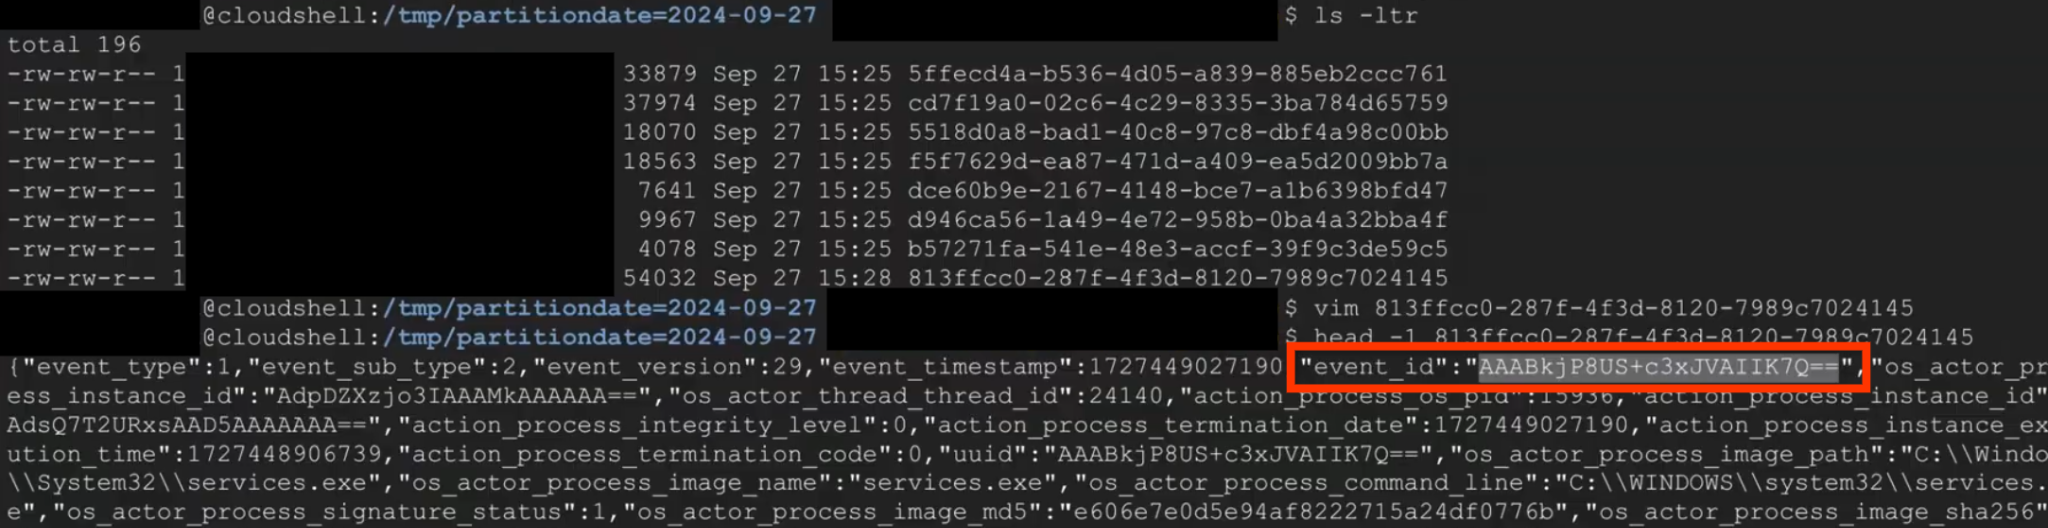 @cloudshell:/tmp/partitiondate=2024-09-27 $ ls -ltr
total 196
-rw-rw-r-- 1 33879 Sep 27 15:25 5ffecd4a-b536-4d05-a839-885eb2ccc761
-rw-rw-r-- 1 37974 Sep 27 15:25 cd7f19a0-02c6-4c29-8335-3ba784d65759
-rw-rw-r-- 1 18070 Sep 27 15:25 5518d0a8-bad1-40c8-97c8-dbf4a98c00bb
-rw-rw-r-- 1 18563 Sep 27 15:25 f5f7629d-ea87-471d-a409-ea5d2009bb7a
-rw-rw-r-- 1 7641 Sep 27 15:25 dce60b9e-2167-4148-bce7-a1b6398bfd47
-rw-rw-r-- 1 9967 Sep 27 15:25 d946ca56-1a49-4e72-958b-0ba4a32bba4f
-rw-rw-r-- 1 4078 Sep 27 15:25 b57271fa-541e-48e3-accf-39f9c3de59c5
-rw-rw-r-- 1 54032 Sep 27 15:28 813ffcc0-287f-4f3d-8120-7989c7024145
@cloudshell:/tmp/partitiondate=2024-09-27 $ vim 813ffcc0-287f-4f3d-8120-7989c7024145
@cloudshell:/tmp/partitiondate=2024-09-27 $ head -1 813ffcc0-287f-4f3d-8120-7989c7024145
{"event_type":1,"event_sub_type":2,"event_version":29,"event_timestamp":1727449027190 "event_id":"AAABkjP8US+c3xJVAIIK7Q==","os_actor_pr
ess_instance_id":"AdpDZXzjo3IAAAMkAAAAAA==","os_actor_thread_thread_id":24140,"action_process_os_pid":15936,"action_process_instance_id"
AdsQ7T2URxsAAD5AAAAAAA==","action_process_integrity_level":0,"action_process_termination_date":1727449027190,"action_process_instance_ex
ution_time":1727448906739,"action_process_termination_code":0,"uuid":"AAABkjP8US+c3xJVAIIK7Q==","os_actor_process_image_path":"C:\\Windo
\\System32\\services.exe","os_actor_process_image_name":"services.exe","os_actor_process_command_line":"C:\\WINDOWS\\system32\\services.
e","os_actor_process_signature_status":1,"os_actor_process_image_md5":"e606e7e0d5e94af8222715a24df0776b","os_actor_process_image_sha256"